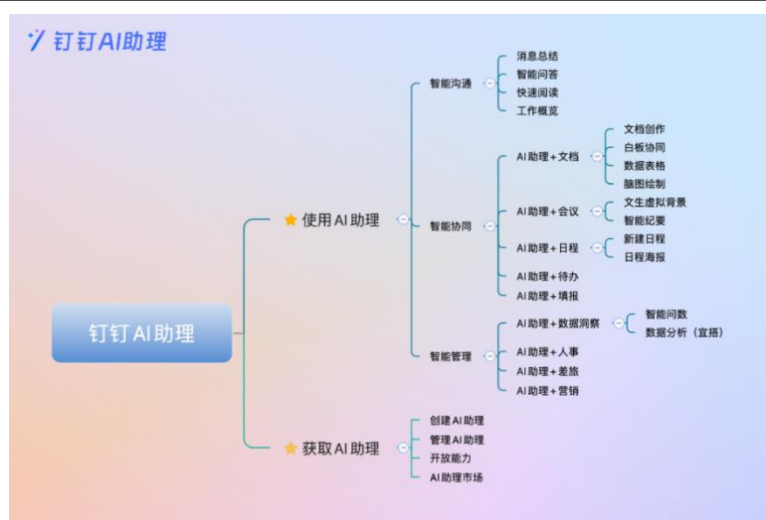 钉钉AI助理
钉钉AI助理
使用AI助理
智能沟通
消息总结
智能问答
快速阅读
工作概览
智能协同
AI助理+文档
文档创作
白板协同
数据表格
脑图绘制
AI助理+会议
文生虚拟背景
智能纪要
AI助理+日程
新建日程
日程海报
AI助理+待办
AI助理+填报
智能管理
AI助理+数据洞察
智能问数
数据分析（宜搭）
AI助理+人事
AI助理+差旅
AI助理+营销
获取AI助理
创建AI助理
管理AI助理
开放能力
AI助理市场